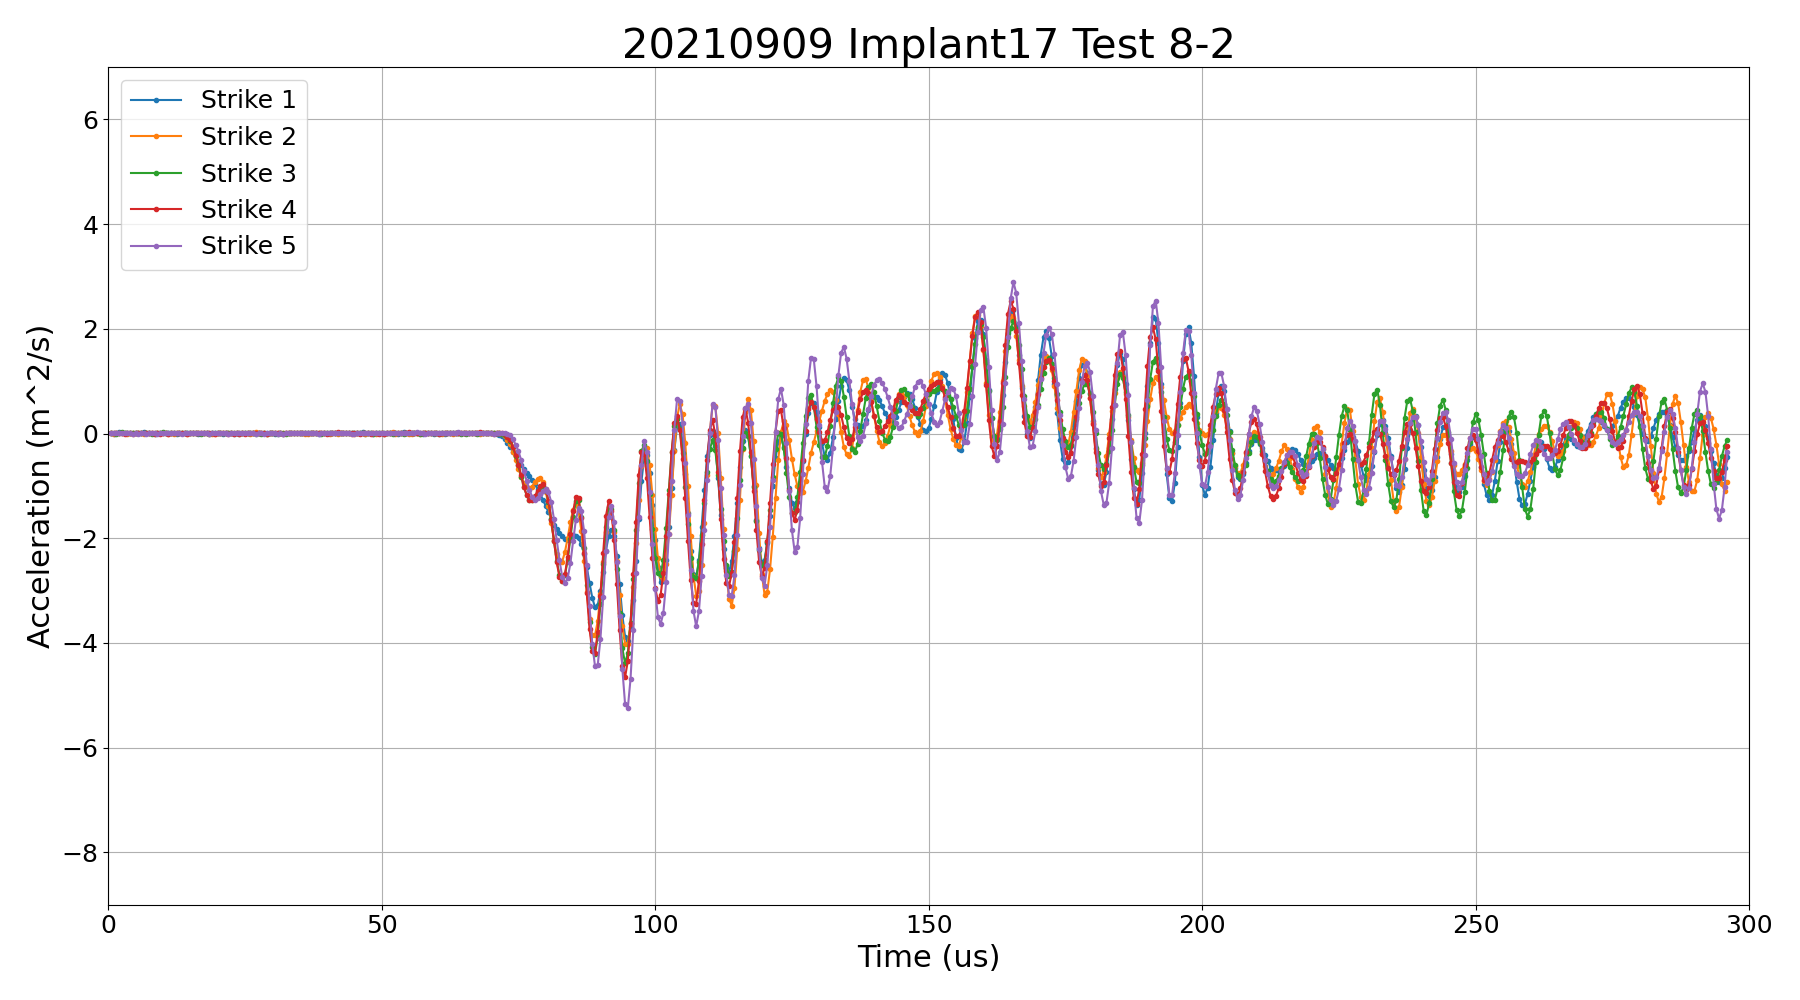 20210909 Implant17 Test 8-2
Strike 1
Strike 2
Strike 3
Strike 4
Strike 5
6
4
2
0
−2
−4
−6
−8
Acceleration (m^2/s)
0 50 100 150 200 250 300
Time (us)